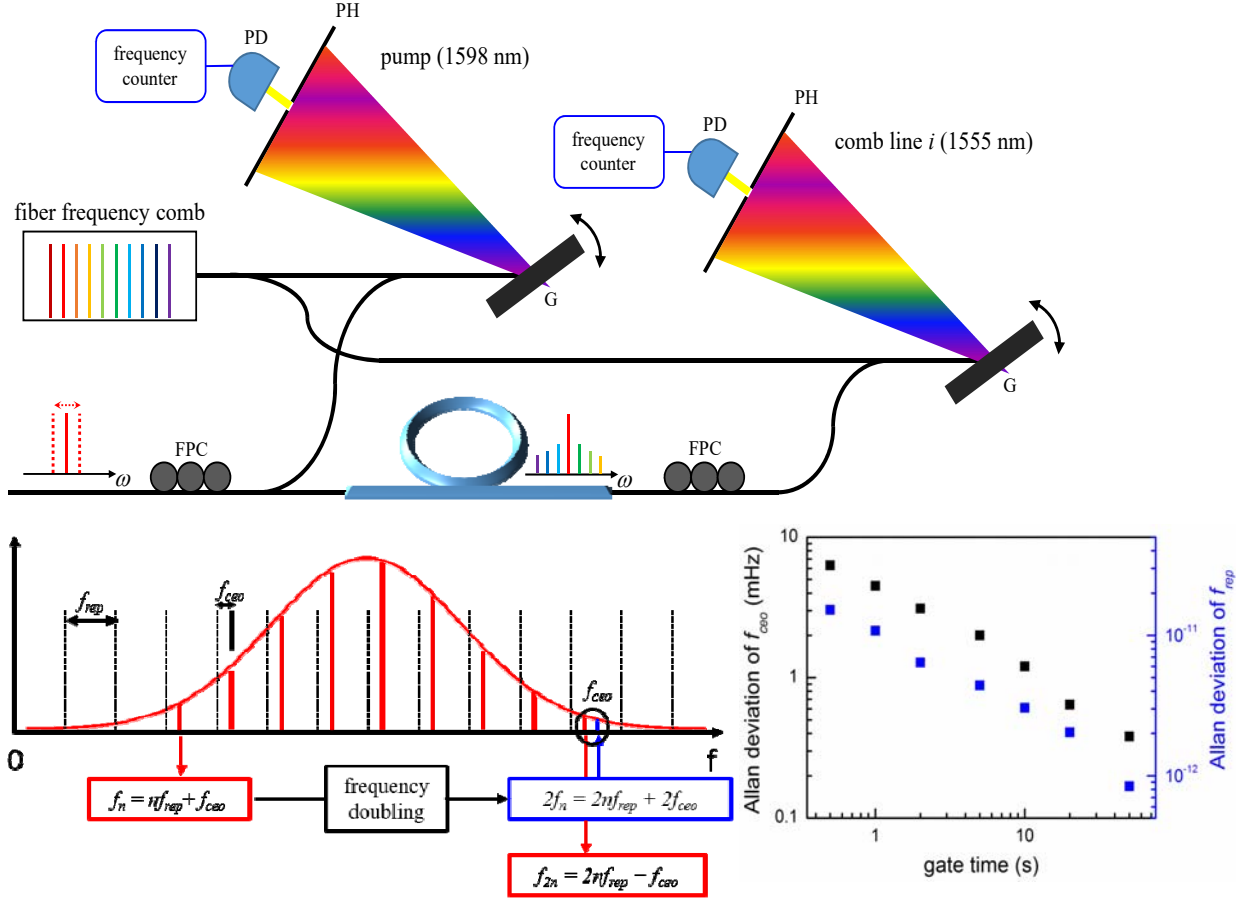 PH
PD
frequency
counter
pump (1598 nm)
PH
PD
frequency
counter
comb line i (1555 nm)
fiber frequency comb
G
G
FPC
FPC
ω
ω
f_rep
f_ceo
f_ceo
0
f
f_n = nf_rep + f_ceo
frequency
doubling
2f_n = 2nf_rep + 2f_ceo
f_2n = 2nf_rep − f_ceo
Allan deviation of f_ceo (mHz)
10
1
0.1
1
10
gate time (s)
10^-11
10^-12
Allan deviation of f_rep